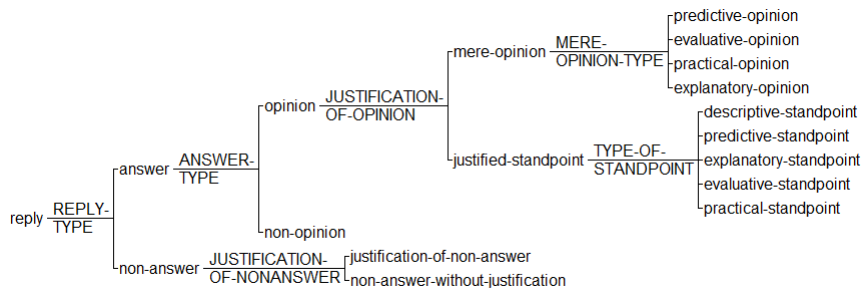 predictive-opinion
evaluative-opinion
mere-opinion MERE-OPINION-TYPE
practical-opinion
explanatory-opinion
opinion JUSTIFICATION-OF-OPINION
descriptive-standpoint
predictive-standpoint
justified-standpoint TYPE-OF-STANDPOINT
explanatory-standpoint
evaluative-standpoint
practical-standpoint
answer ANSWER-TYPE
reply REPLY-TYPE
non-opinion
non-answer JUSTIFICATION-OF-NONANSWER
justification-of-non-answer
non-answer-without-justification